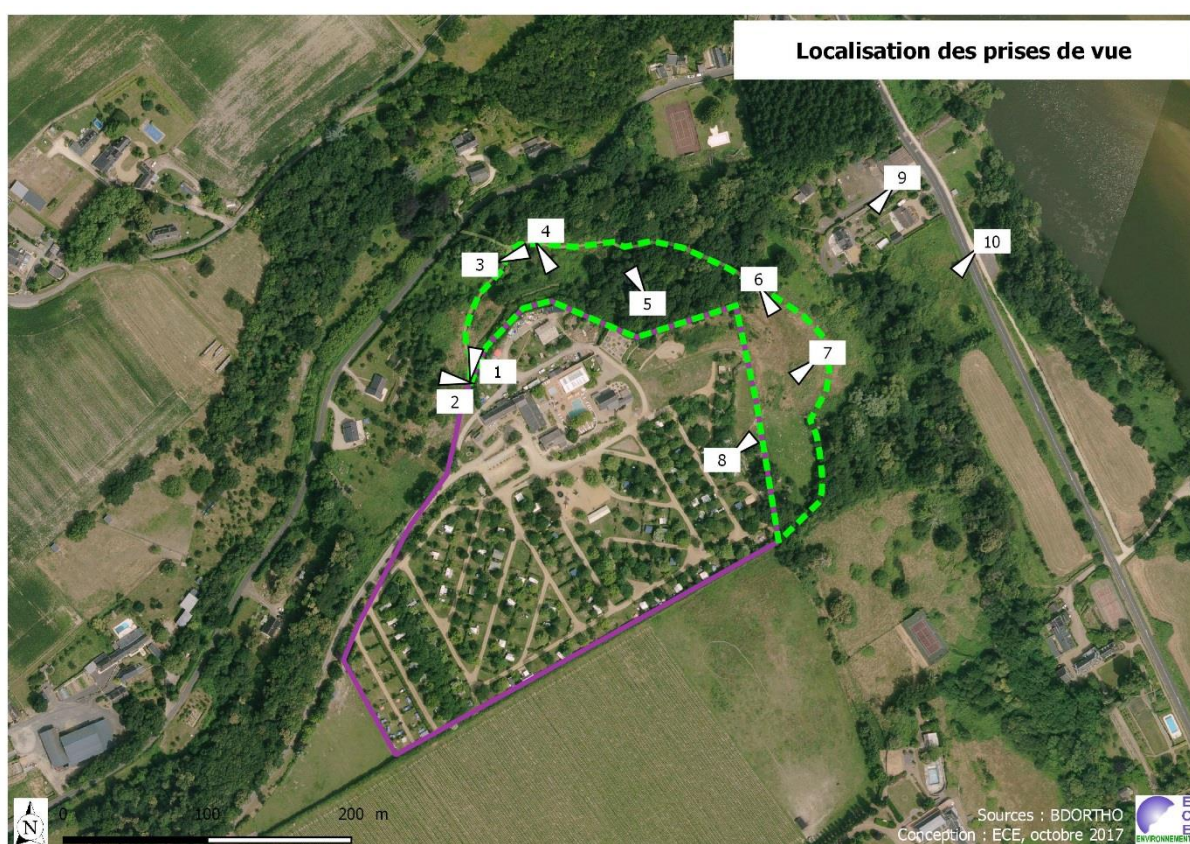 Localisation des prises de vue
9
4
10
3
6
5
7
1
2
8
0 100 200 m
N
Sources : BDORTHO
Conception : ECE, octobre 2017
E
C
E
ENVIRONNEMENT